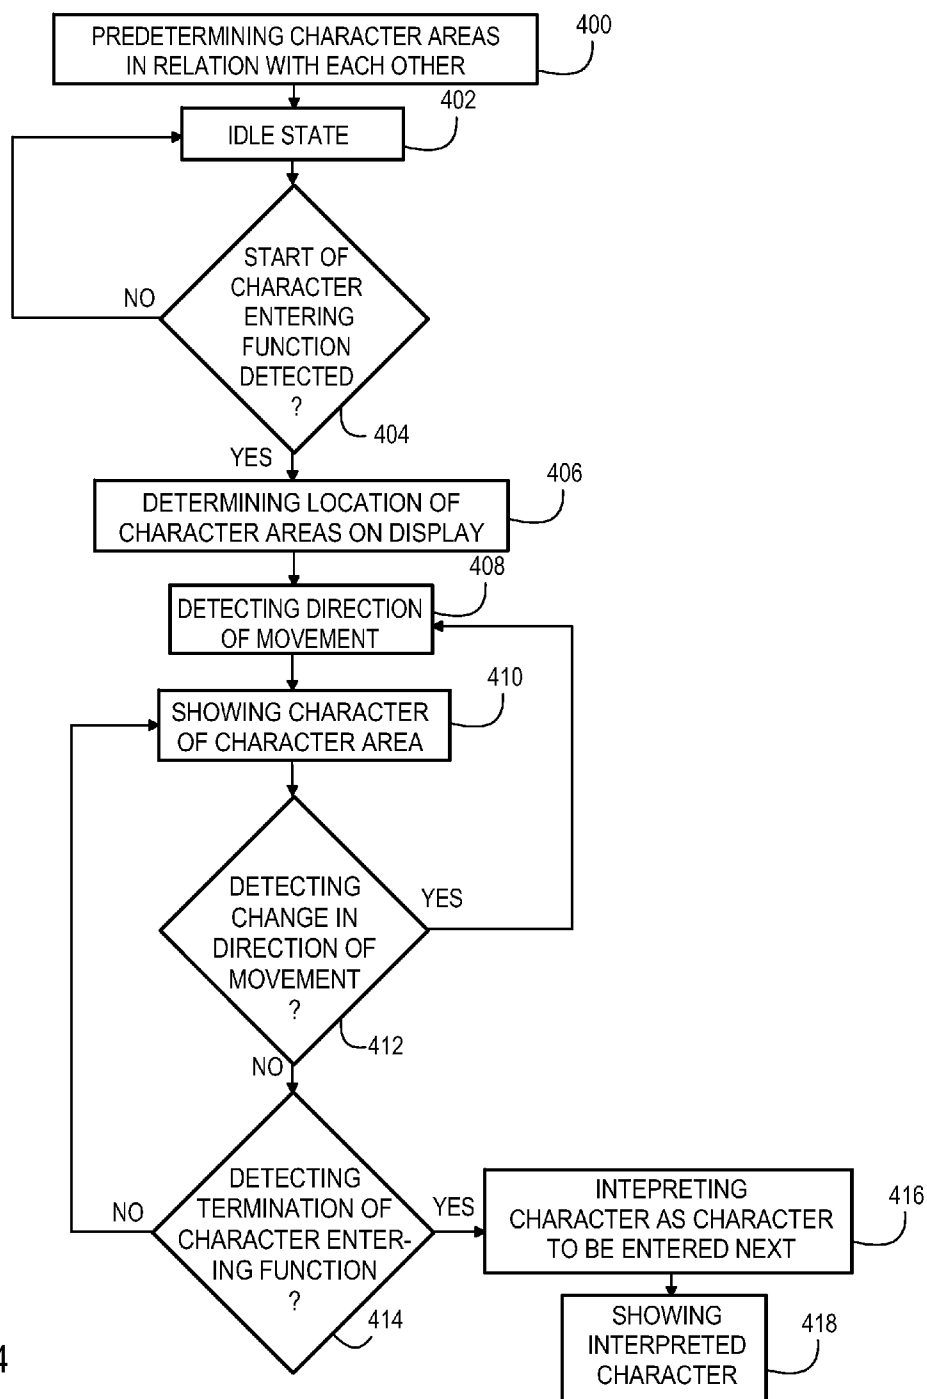 PREDETERMINING CHARACTER AREAS
IN RELATION WITH EACH OTHER
400
402
IDLE STATE
START OF
CHARACTER
ENTERING
FUNCTION
DETECTED
?
NO
404
YES
406
DETERMINING LOCATION OF
CHARACTER AREAS ON DISPLAY
408
DETECTING DIRECTION
OF MOVEMENT
410
SHOWING CHARACTER
OF CHARACTER AREA
DETECTING
CHANGE IN
DIRECTION OF
MOVEMENT
?
YES
412
NO
DETECTING
TERMINATION OF
CHARACTER ENTER-
ING FUNCTION
?
NO
YES
414
INTEPRETING
CHARACTER AS CHARACTER
TO BE ENTERED NEXT
416
SHOWING
INTERPRETED
CHARACTER
418
4